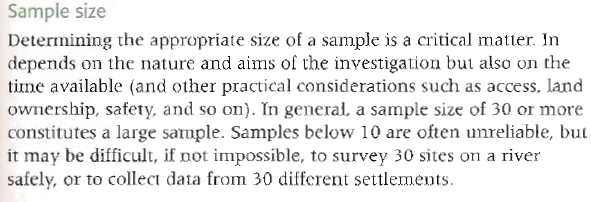 Sample size
Determining the appropriate size of a sample is a critical matter. In
depends on the nature and aims of the investigation but also on the
time available (and other practical considerations such as access, land
ownership, safety, and so on). In general, a sample size of 30 or more
constitutes a large sample. Samples below 10 are often unreliable, but
it may be difficult, if not impossible, to survey 30 sites on a river
safely, or to collect data from 30 different settlements.